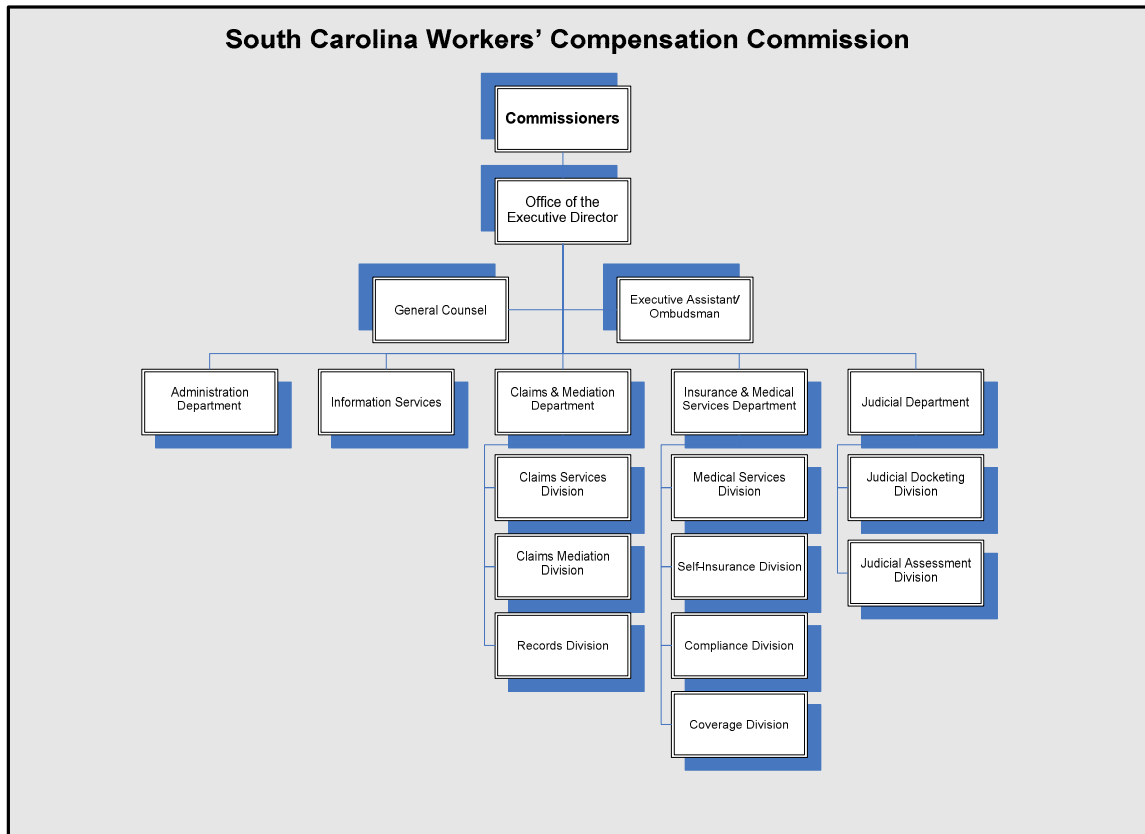 South Carolina Workers’ Compensation Commission
Commissioners
Office of the
Executive Director
General Counsel
Executive Assistant/
Ombudsman
Administration
Department
Information Services
Claims & Mediation
Department
Insurance & Medical
Services Department
Judicial Department
Claims Services
Division
Medical Services
Division
Judicial Docketing
Division
Claims Mediation
Division
Self-Insurance Division
Judicial Assessment
Division
Records Division
Compliance Division
Coverage Division